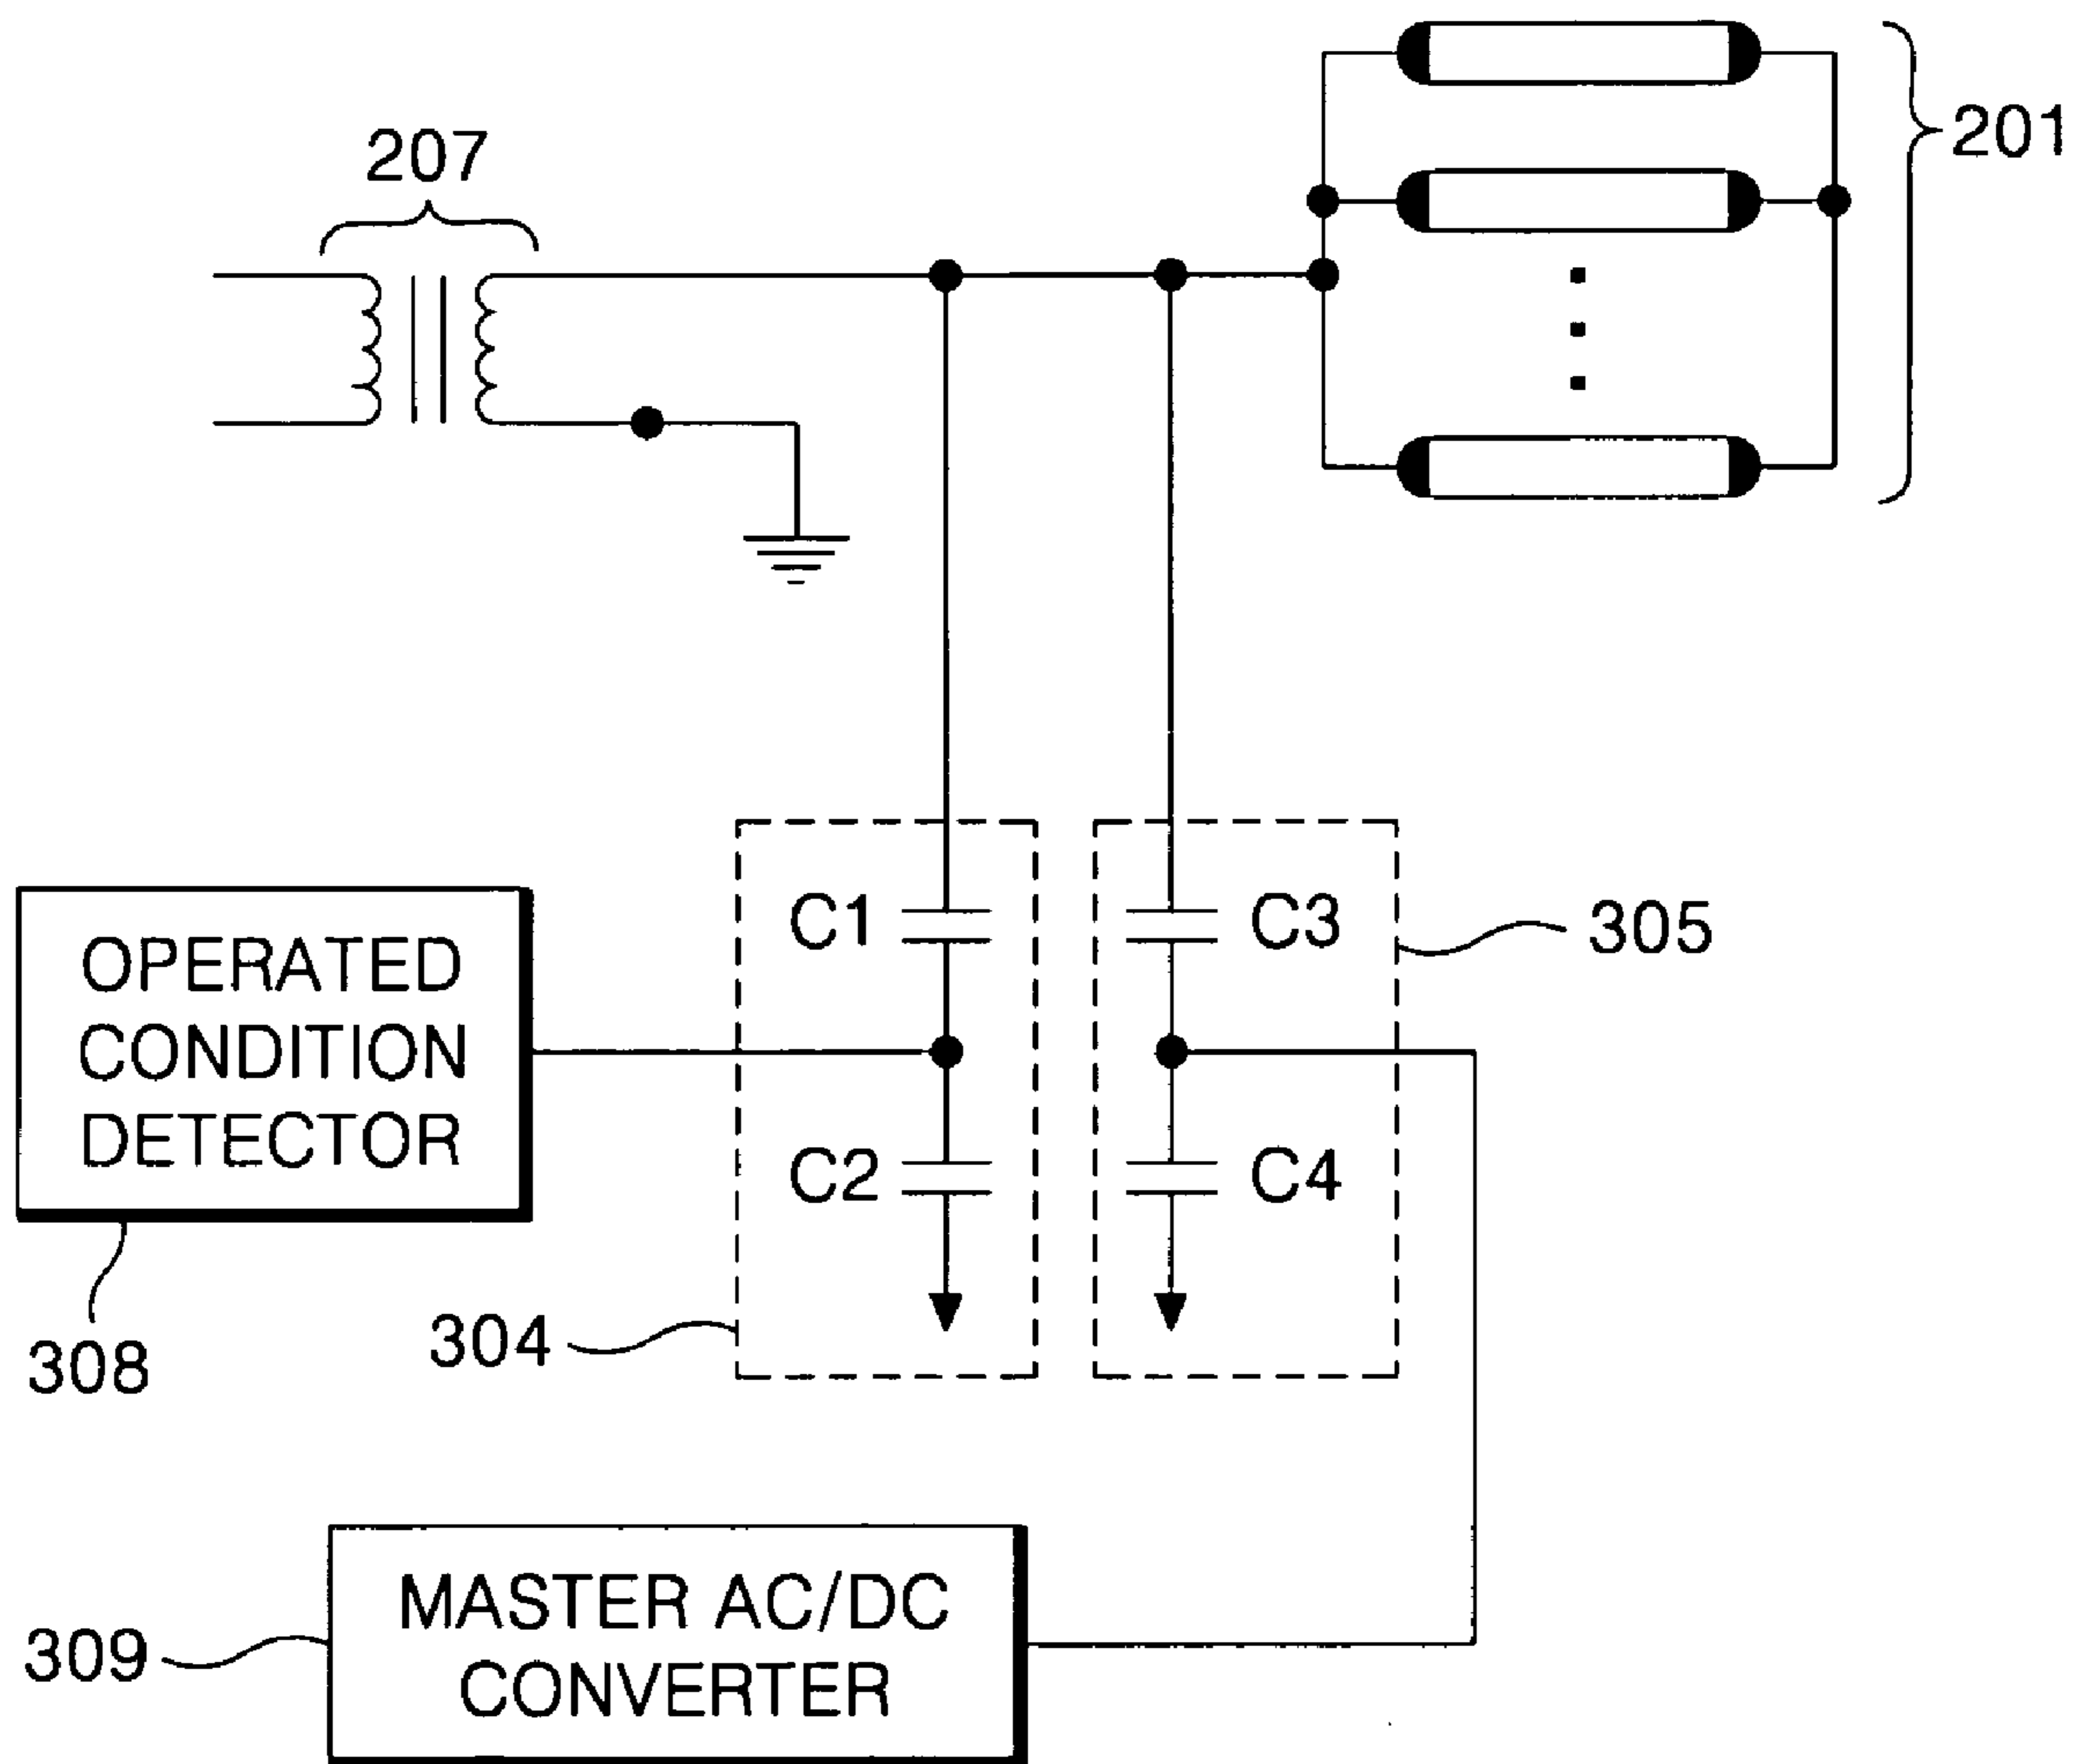 201
207
C1
C3
305
OPERATED
CONDITION
DETECTOR
C2
C4
304
308
MASTER AC/DC
CONVERTER
309